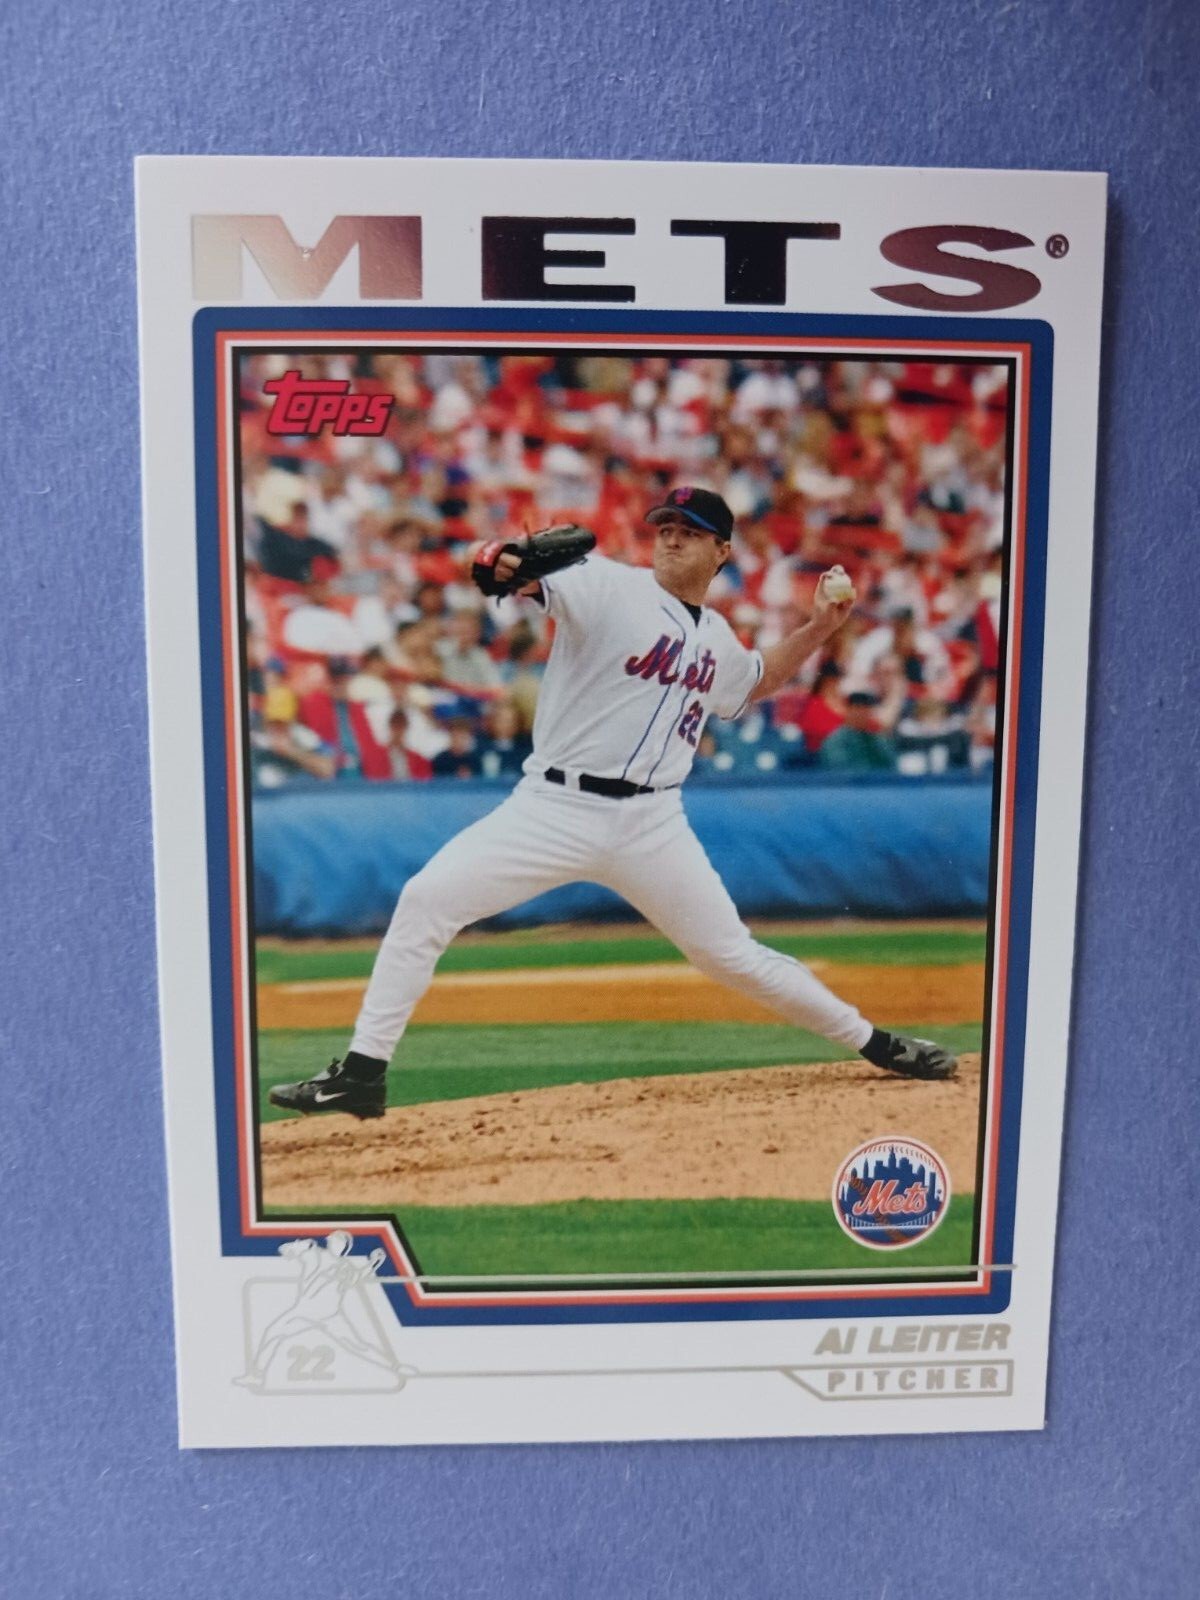 METS®
Topps
Mets
22
Mets
22
Al LEITER
PITCHER